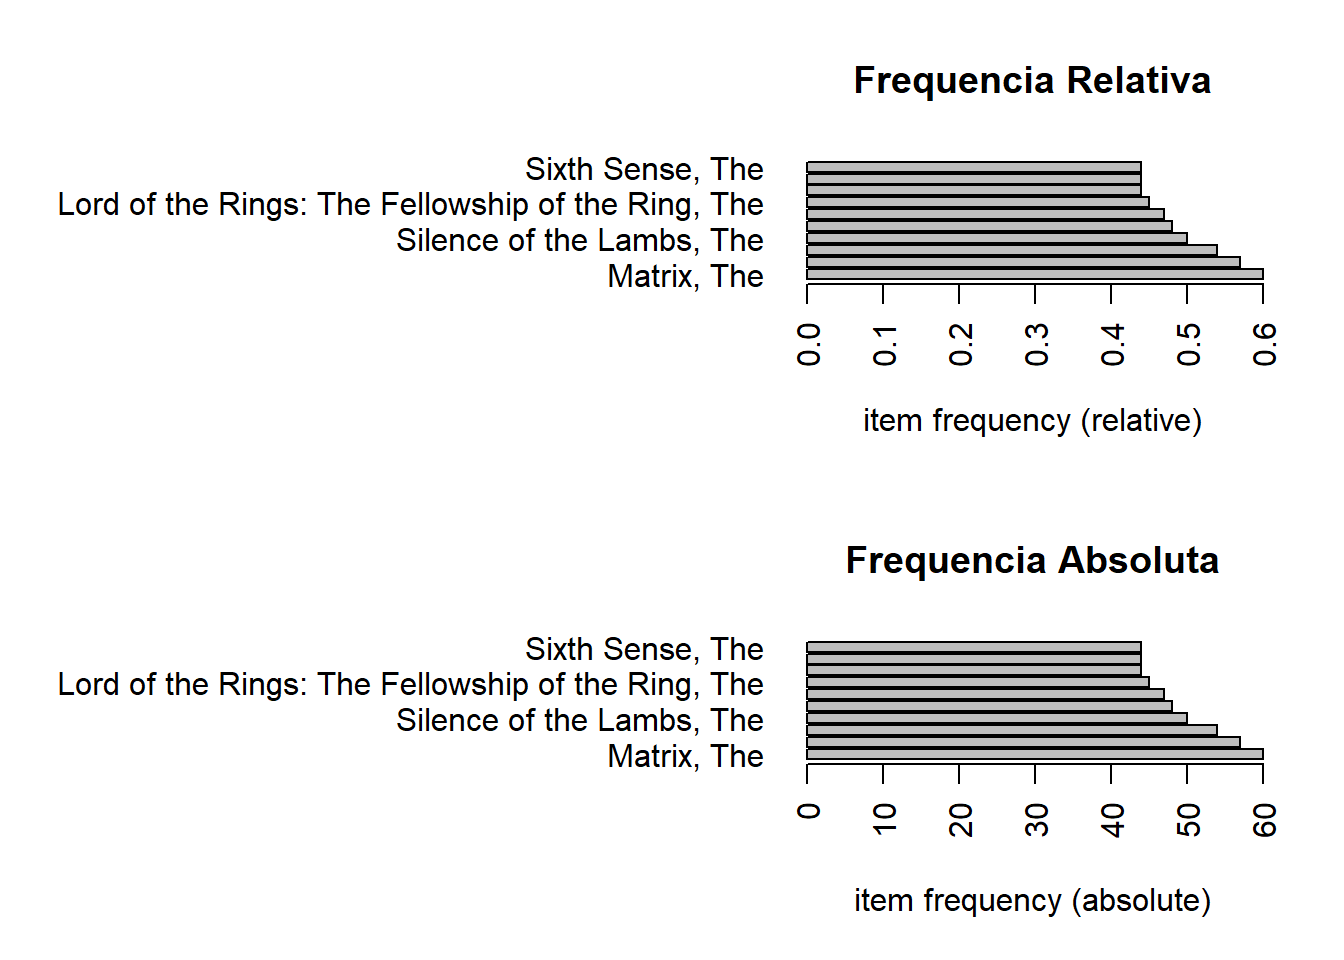 Frequencia Relativa
Sixth Sense, The
Lord of the Rings: The Fellowship of the Ring, The
Silence of the Lambs, The
Matrix, The
0.0 0.1 0.2 0.3 0.4 0.5 0.6
item frequency (relative)
Frequencia Absoluta
Sixth Sense, The
Lord of the Rings: The Fellowship of the Ring, The
Silence of the Lambs, The
Matrix, The
0 10 20 30 40 50 60
item frequency (absolute)